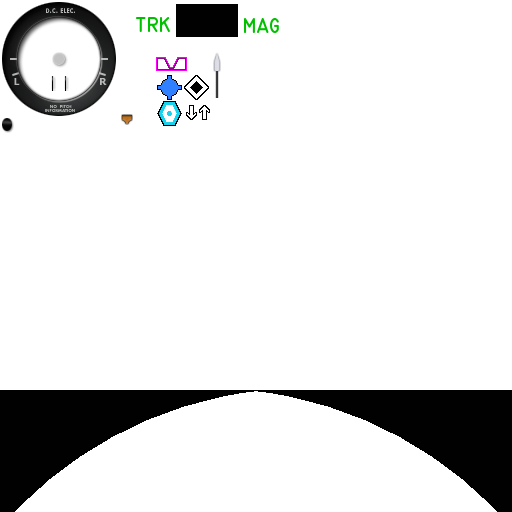 D.C. ELEC.
TRK MAG
L R
NO PITCH
INFORMATION